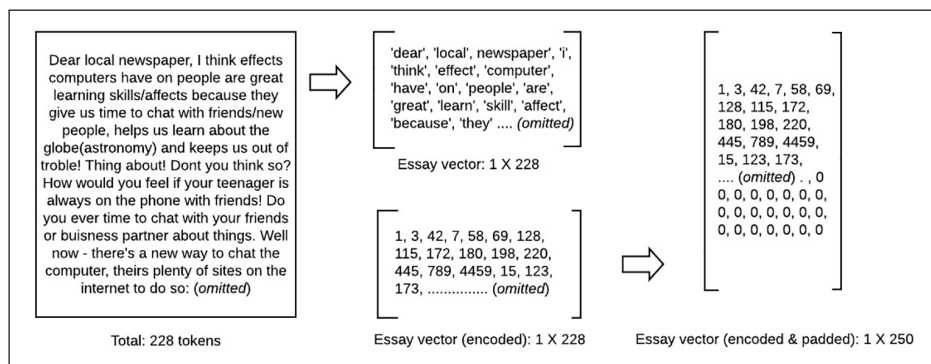 Dear local newspaper, I think effects
computers have on people are great
learning skills/affects because they
give us time to chat with friends/new
people, helps us learn about the
globe(astronomy) and keeps us out of
troble! Thing about! Dont you think so?
How would you feel if your teenager is
always on the phone with friends! Do
you ever time to chat with your friends
or buisness partner about things. Well
now - there's a new way to chat the
computer, theirs plenty of sites on the
internet to do so: (omitted)
Total: 228 tokens
'dear', 'local', newspaper', 'i',
'think', 'effect', 'computer',
'have', 'on', 'people', 'are',
'great', 'learn', 'skill', 'affect',
'because', 'they' .... (omitted)
Essay vector: 1 X 228
1, 3, 42, 7, 58, 69, 128,
115, 172, 180, 198, 220,
445, 789, 4459, 15, 123,
173, ............... (omitted)
Essay vector (encoded): 1 X 228
1, 3, 42, 7, 58, 69,
128, 115, 172,
180, 198, 220,
445, 789, 4459,
15, 123, 173,
.... (omitted) . , 0
0, 0, 0, 0, 0, 0, 0,
0, 0, 0, 0, 0, 0, 0,
0, 0, 0, 0, 0, 0, 0
Essay vector (encoded & padded): 1 X 250